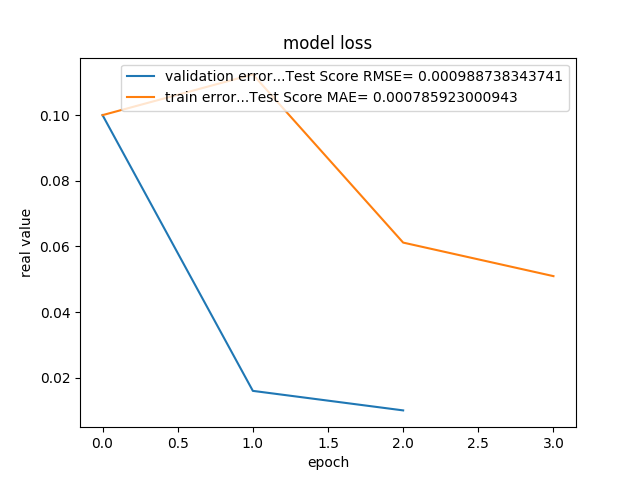 model loss
validation error...Test Score RMSE= 0.000988738343741
train error...Test Score MAE= 0.000785923000943
0.10
0.08
0.06
0.04
0.02
real value
0.0 0.5 1.0 1.5 2.0 2.5 3.0
epoch